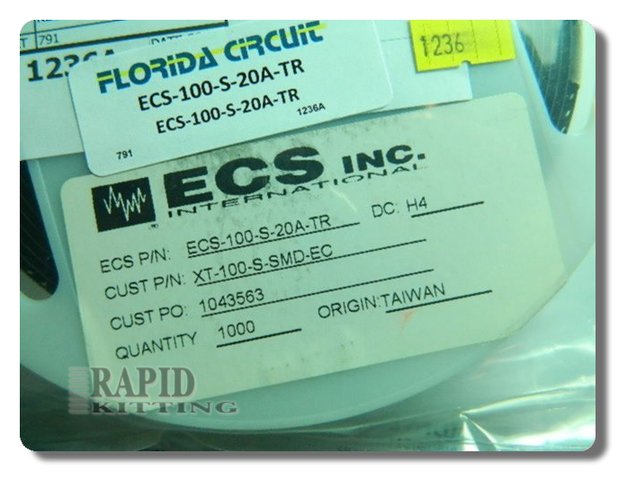 791
1236A
1236
FLORIDA CIRCUIT
ECS-100-S-20A-TR
ECS-100-S-20A-TR
791
1236A
ECS INC.
INTERNATIONAL
ECS P/N: ECS-100-S-20A-TR DC: H4
CUST P/N: XT-100-S-SMD-EC
CUST PO: 1043563
QUANTITY 1000 ORIGIN:TAIWAN
RAPID
KITTING